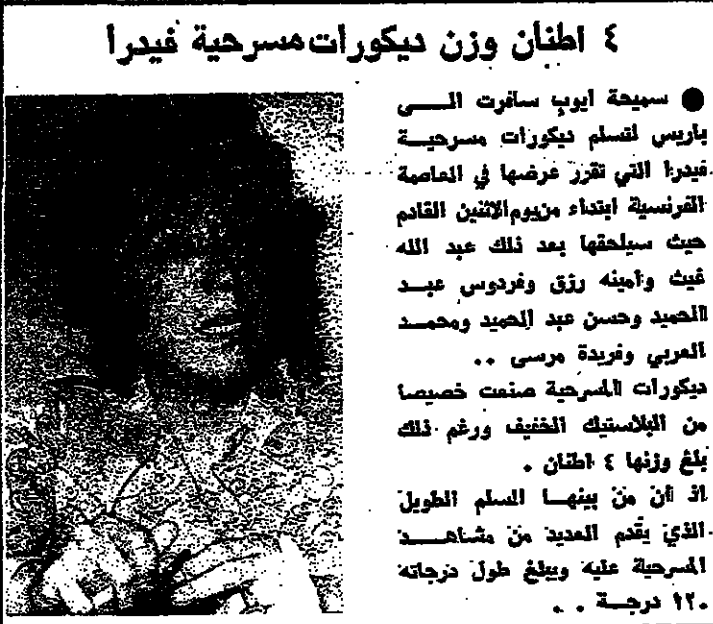 ٤ اطنان وزن ديكورات مسرحية فيدرا
● سميحة ايوب سافرت الى
باريس لتسلم ديكورات مسرحية
فيدرا التي تقرر عرضها في العاصمة
الفرنسية ابتداء من يوم الاثنين القادم
حيث سيلحقها بعد ذلك عبد الله
غيث وأمينه رزق وفردوس عبد
الحميد وحسن عبد الحميد ومحمد
العربي وفريدة مرسى ..
ديكورات المسرحية صنعت خصيصا
من البلاستيك الخفيف ورغم ذلك
بلغ وزنها ٤ اطنان .
اذ أن من بينها السلم الطويل
الذي يقدم العديد من مشاهد
المسرحية عليه ويبلغ طول درجاته
درجة . .